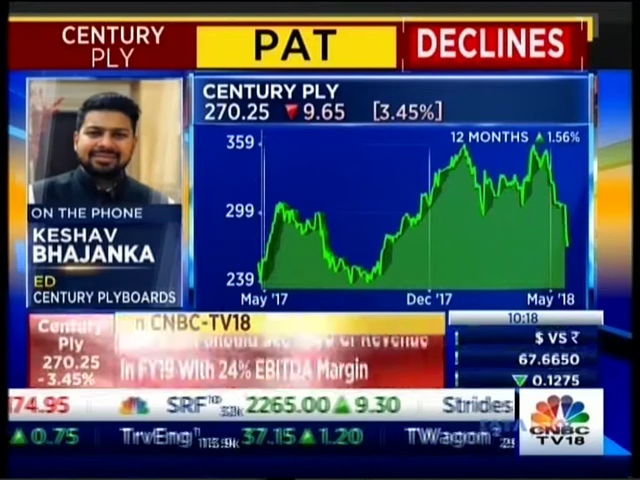 CENTURY
PLY
PAT
DECLINES
CENTURY PLY
270.25 ▼ 9.65 [3.45%]
12 MONTHS ▲ 1.56%
359
299
239
May '17
Dec '17
May '18
ON THE PHONE
KESHAV
BHAJANKA
ED
CENTURY PLYBOARDS
Century
Ply
270.25
-3.45%
n CNBC-TV18
Cr Revenue
In FY19 With 24% EBITDA Margin
10:18
$ VS ₹
67.6650
▼ 0.1275
174.95
SRF
2265.00 ▲ 9.30
Strides
▲ 0.75
TrvEng
37.15 ▲ 1.20
TWagon
CNBC
TV18